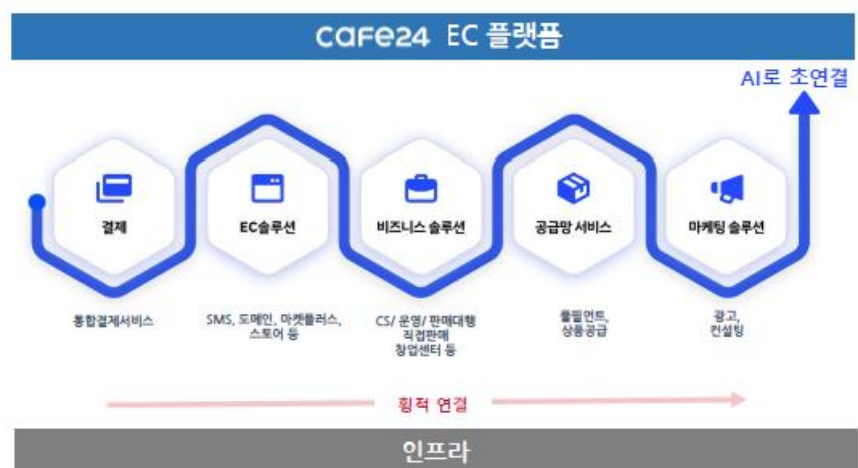 cafe24 EC 플랫폼
AI로 초연결
결제
EC솔루션
비즈니스 솔루션
공급망 서비스
마케팅 솔루션
통합결제서비스
SMS, 도메인, 마켓플러스,
스토어 등
CS/ 운영/ 판매대행
직접판매
창업센터 등
풀필먼트,
상품공급
광고,
컨설팅
횡적 연결
인프라